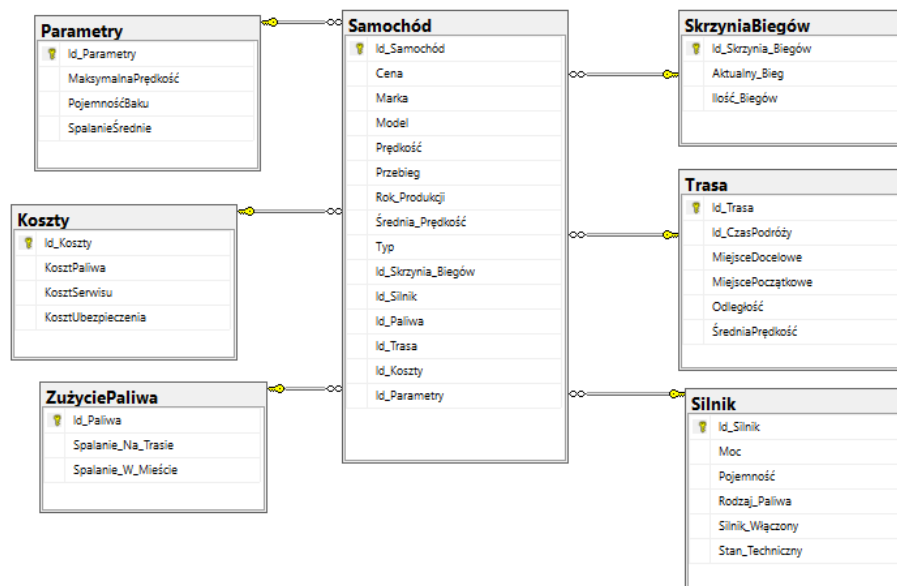 Parametry
Id_Parametry
MaksymalnaPrędkość
PojemnośćBaku
SpalanieŚrednie
Koszty
Id_Koszty
KosztPaliwa
KosztSerwisu
KosztUbezpieczenia
ZużyciePaliwa
Id_Paliwa
Spalanie_Na_Trasie
Spalanie_W_Mieście
Samochód
Id_Samochód
Cena
Marka
Model
Prędkość
Przebieg
Rok_Produkcji
Średnia_Prędkość
Typ
Id_Skrzynia_Biegów
Id_Silnik
Id_Paliwa
Id_Trasa
Id_Koszty
Id_Parametry
SkrzyniaBiegów
Id_Skrzynia_Biegów
Aktualny_Bieg
Ilość_Biegów
Trasa
Id_Trasa
Id_CzasPodróży
MiejsceDocelowe
MiejscePoczątkowe
Odległość
ŚredniaPrędkość
Silnik
Id_Silnik
Moc
Pojemność
Rodzaj_Paliwa
Silnik_Włączony
Stan_Techniczny